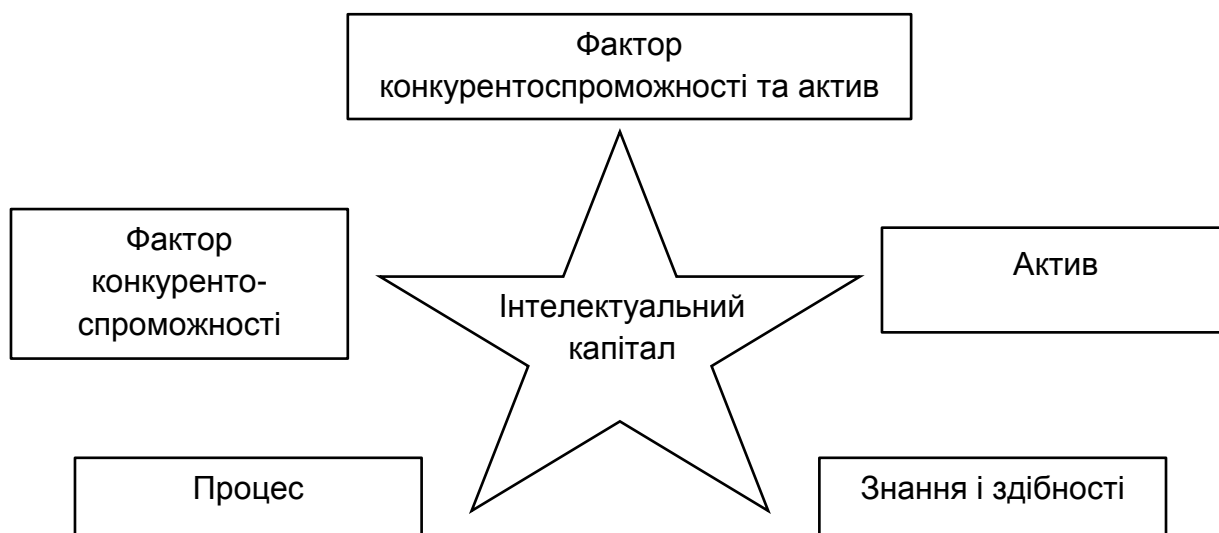 Фактор
конкурентоспроможності та актив
Фактор
конкуренто-
спроможності
Актив
Інтелектуальний
капітал
Процес
Знання і здібності